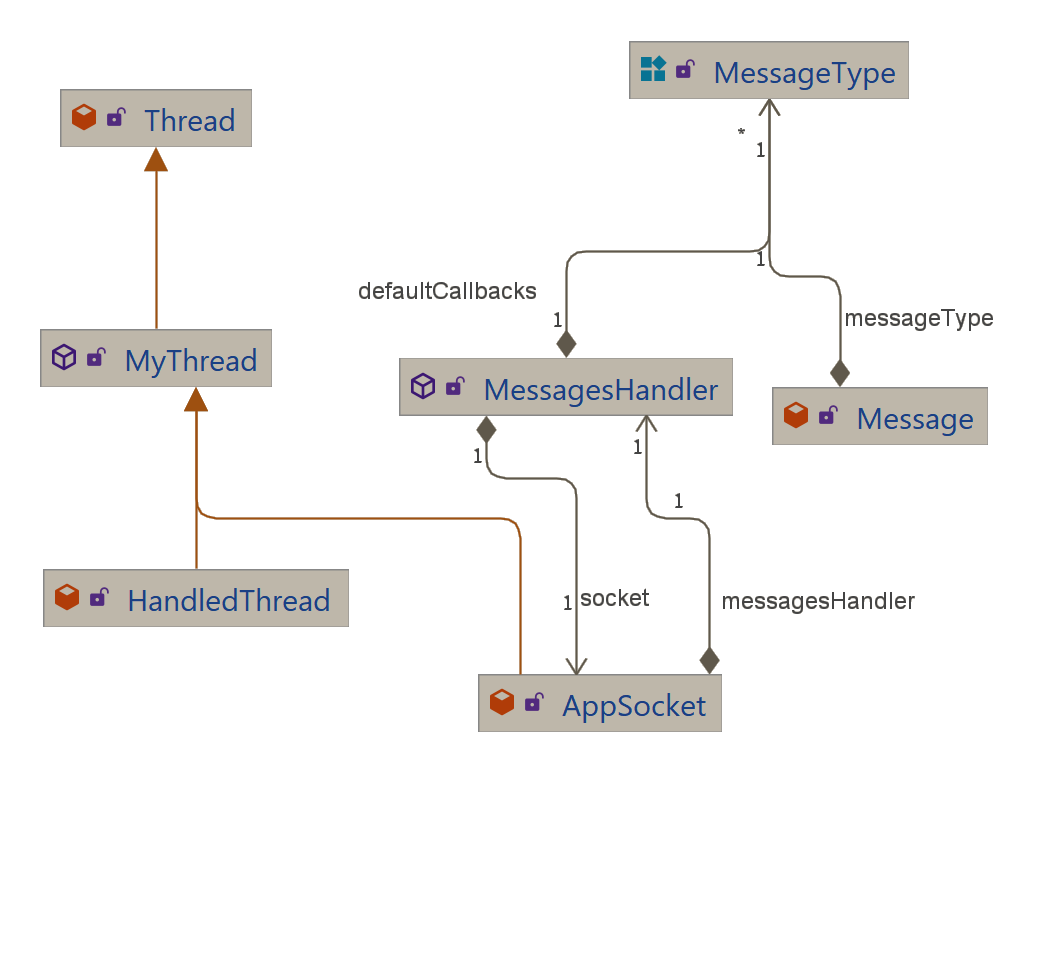 MessageType
Thread
*
1
1
defaultCallbacks
1
messageType
MyThread
MessagesHandler
Message
1
1
1
HandledThread
1
socket
messagesHandler
AppSocket